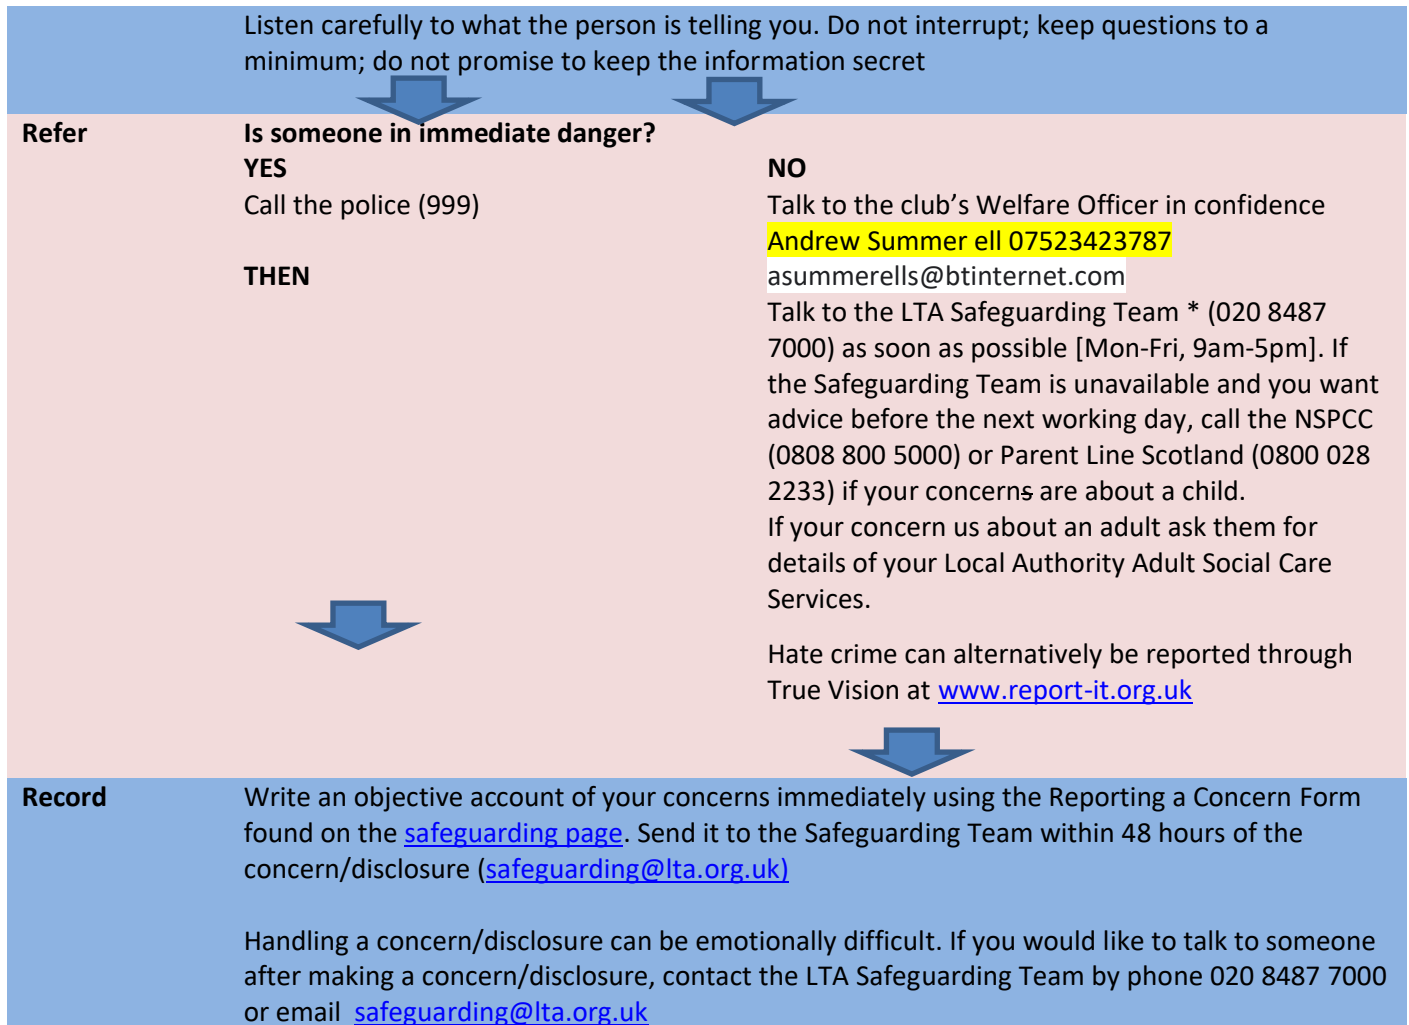 Listen carefully to what the person is telling you. Do not interrupt; keep questions to a
minimum; do not promise to keep the information secret
Refer
Is someone in immediate danger?
YES
Call the police (999)
THEN
NO
Talk to the club's Welfare Officer in confidence
Andrew Summer ell 07523423787
asummerells@btinternet.com
Talk to the LTA Safeguarding Team * (020 8487
7000) as soon as possible [Mon-Fri, 9am-5pm]. If
the Safeguarding Team is unavailable and you want
advice before the next working day, call the NSPCC
(0808 800 5000) or Parent Line Scotland (0800 028
2233) if your concerns are about a child.
If your concern us about an adult ask them for
details of your Local Authority Adult Social Care
Services.
Hate crime can alternatively be reported through
True Vision at www.report-it.org.uk
Record
Write an objective account of your concerns immediately using the Reporting a Concern Form
found on the safeguarding page. Send it to the Safeguarding Team within 48 hours of the
concern/disclosure (safeguarding@lta.org.uk)
Handling a concern/disclosure can be emotionally difficult. If you would like to talk to someone
after making a concern/disclosure, contact the LTA Safeguarding Team by phone 020 8487 7000
or email safeguarding@lta.org.uk